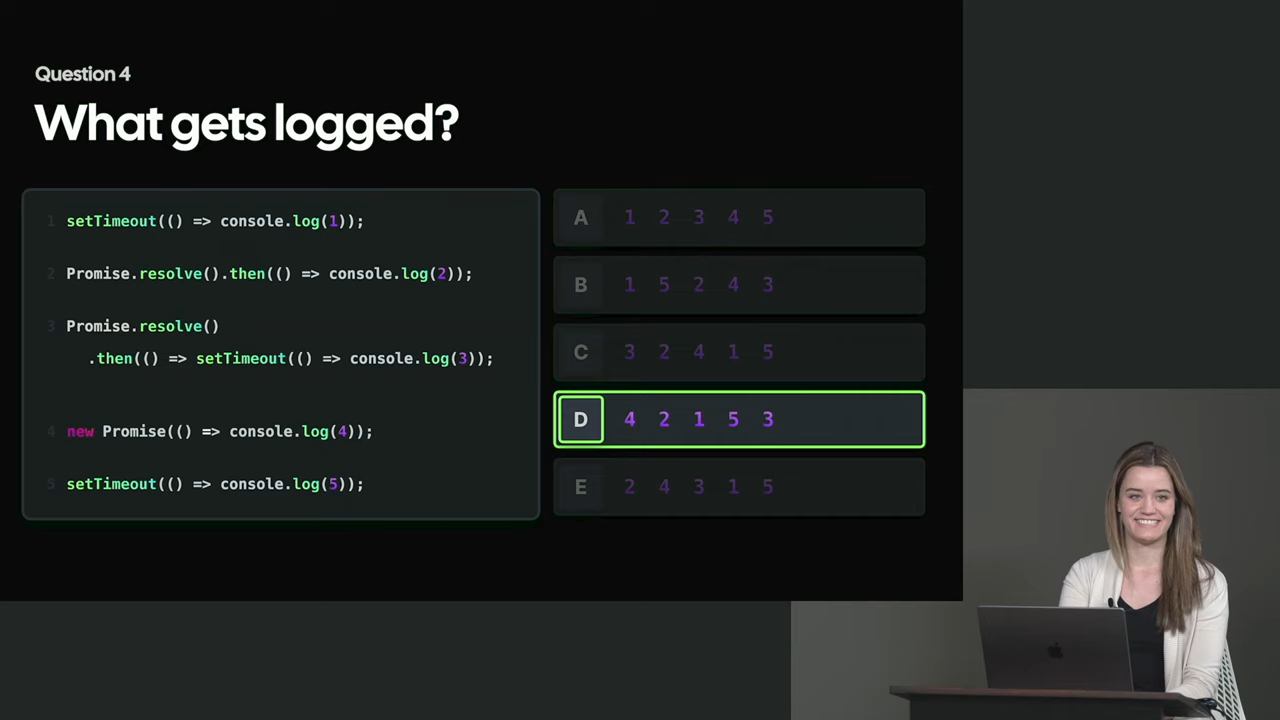 Question 4
What gets logged?
1 setTimeout(() => console.log(1));
2 Promise.resolve().then(() => console.log(2));
3 Promise.resolve()
.then(() => setTimeout(() => console.log(3));
4 new Promise(() => console.log(4));
5 setTimeout(() => console.log(5));
A 1 2 3 4 5
B 1 5 2 4 3
C 3 2 4 1 5
D 4 2 1 5 3
E 2 4 3 1 5